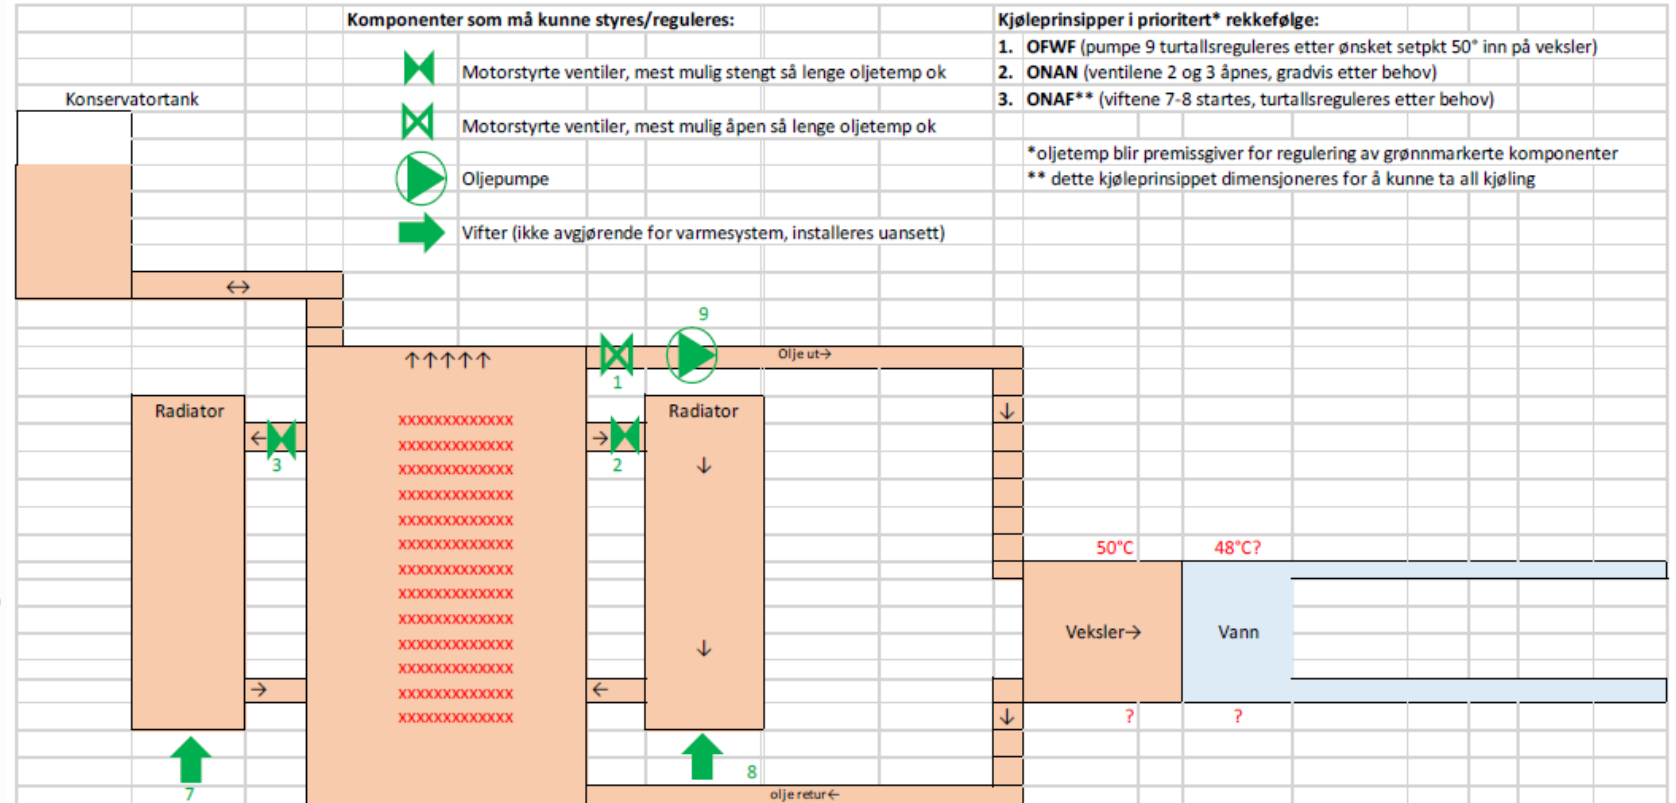 Komponenter som må kunne styres/reguleres:
Motorstyrte ventiler, mest mulig stengt så lenge oljetemp ok
Motorstyrte ventiler, mest mulig åpen så lenge oljetemp ok
Oljepumpe
Vifter (ikke avgjørende for varmesystem, installeres uansett)
Kjøleprinsipper i prioritert* rekkefølge:
1. OFWF (pumpe 9 turtallsreguleres etter ønsket setpkt 50° inn på veksler)
2. ONAN (ventilene 2 og 3 åpnes, gradvis etter behov)
3. ONAF** (viftene 7-8 startes, turtallsreguleres etter behov)
*oljetemp blir premissgiver for regulering av grønnmarkerte komponenter
** dette kjøleprinsippet dimensjoneres for å kunne ta all kjøling
Konservatortank
↔
9
↑↑↑↑↑
Olje ut→
1
Radiator
Radiator
↓
←
→
3
2
xxxxxxxxxxxxx
xxxxxxxxxxxxx
xxxxxxxxxxxxx
xxxxxxxxxxxxx
xxxxxxxxxxxxx
xxxxxxxxxxxxx
xxxxxxxxxxxxx
xxxxxxxxxxxxx
xxxxxxxxxxxxx
xxxxxxxxxxxxx
xxxxxxxxxxxxx
xxxxxxxxxxxxx
xxxxxxxxxxxxx
↓
↓
50°C
48°C?
Veksler→
Vann
→
←
↓
?
?
7
8
olje retur←